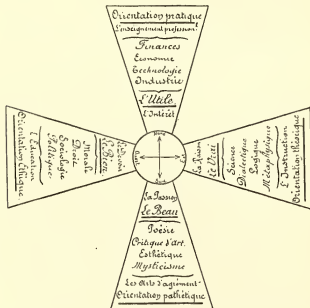 Orientation pratique
L'enseignement profession!
Finances
Economie
Technologie
Industrie
L'Utile
L'Intérêt
Orientation Ethique
L'Education
Politique
Sociologie
Droit
Morale
Le Bien
La Raison
Le Vrai
Science
Dialectique
Logique
Métaphysique
L'Instruction
Orientation théorique
La Passion
Le Beau
Poésie
Critique d'art.
Esthétique
Mysticisme
Les Arts d'agrément
Orientation pathétique